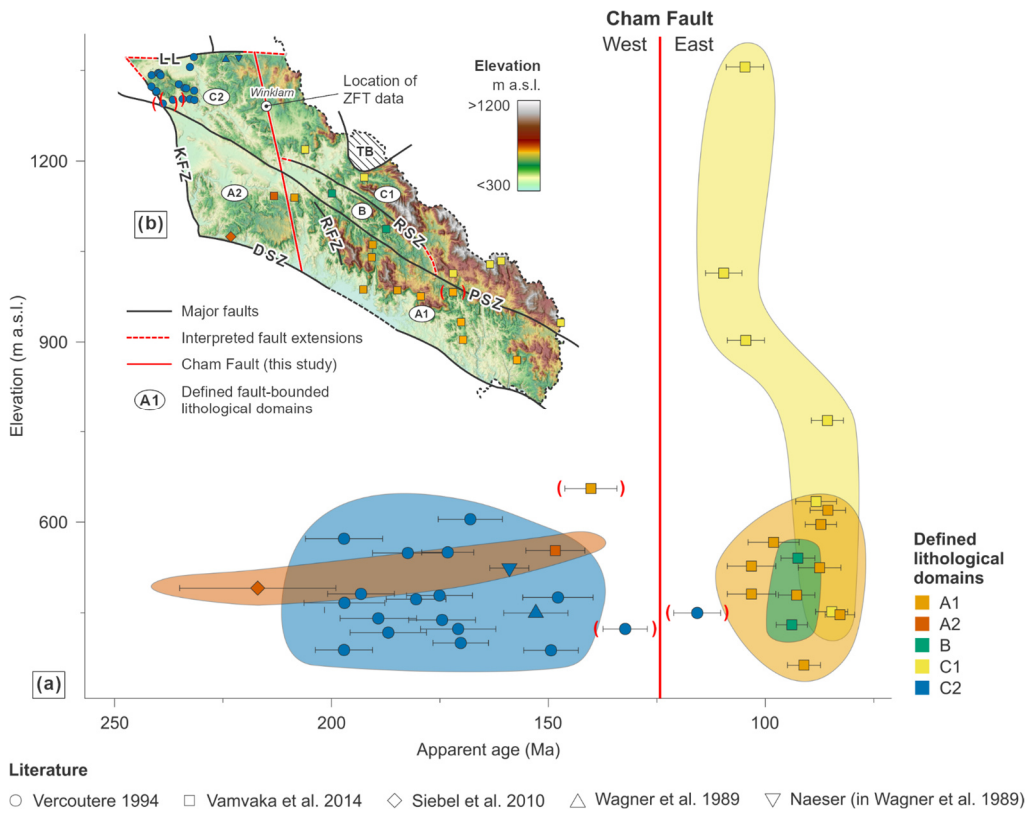 Cham Fault
West East
Elevation
m a.s.l.
>1200
<300
Location of
ZFT data
LL
C2
Winklarn
TB
KFZ
A2
C1
B
RSZ
RFZ
(b)
DSZ
PSZ
A1
Major faults
Interpreted fault extensions
Cham Fault (this study)
A1 Defined fault-bounded
lithological domains
Elevation (m a.s.l.)
1200
900
600
( )
( )
( )
(a)
250 200 150 100
Apparent age (Ma)
Defined
lithological
domains
A1
A2
B
C1
C2
Literature
Vercoutere 1994 Vamvaka et al. 2014 Siebel et al. 2010 Wagner et al. 1989 Naeser (in Wagner et al. 1989)